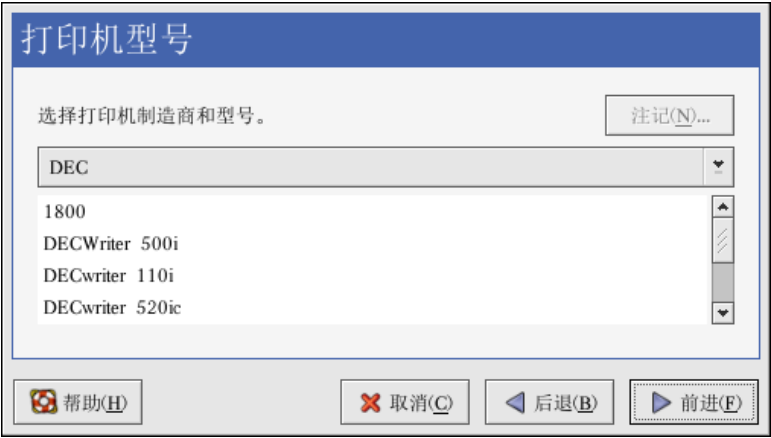 打印机型号
选择打印机制造商和型号。
注记(N)...
DEC
1800
DECWriter 500i
DECwriter 110i
DECwriter 520ic
帮助(H)
取消(C)
后退(B)
前进(F)